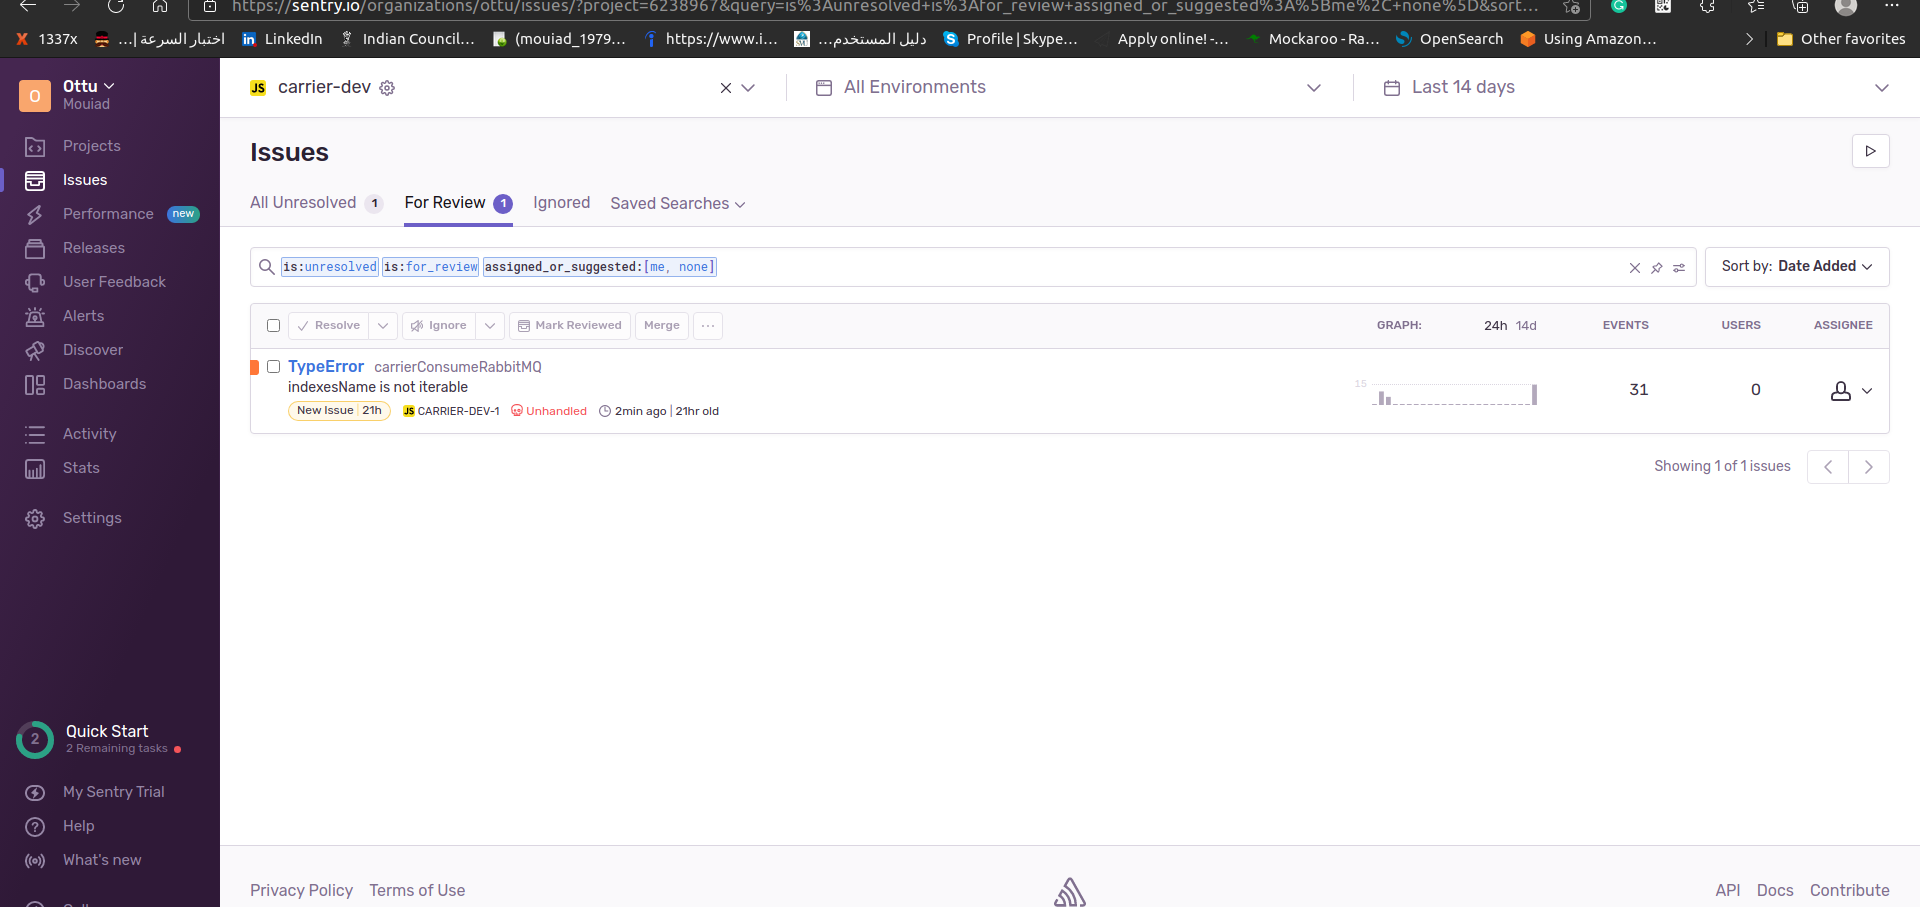 https://sentry.io/organizations/ottu/issues/?project=6238967&query=is%3Aunresolved+is%3Afor_review+assigned_or_suggested%3A%5Bme%2C+none%5D&sort...
1337x
اختبار السرعة |...
LinkedIn
Indian Council...
(mouiad_1979...
https://www.i...
دليل المستخدم...
Profile | Skype...
Apply online! -...
Mockaroo - Ra...
OpenSearch
Using Amazon...
Other favorites
O
Ottu
Mouiad
Projects
Issues
Performance new
Releases
User Feedback
Alerts
Discover
Dashboards
Activity
Stats
Settings
2
Quick Start
2 Remaining tasks
My Sentry Trial
Help
What's new
JS carrier-dev
All Environments
Last 14 days
Issues
All Unresolved 1
For Review 1
Ignored
Saved Searches
is:unresolved is:for_review assigned_or_suggested:[me, none]
Sort by: Date Added
Resolve
Ignore
Mark Reviewed
Merge
GRAPH: 24h 14d
EVENTS
USERS
ASSIGNEE
TypeError carrierConsumeRabbitMQ
indexesName is not iterable
New Issue | 21h JS CARRIER-DEV-1 Unhandled 2min ago | 21hr old
15
31
0
Showing 1 of 1 issues
Privacy Policy
Terms of Use
API
Docs
Contribute